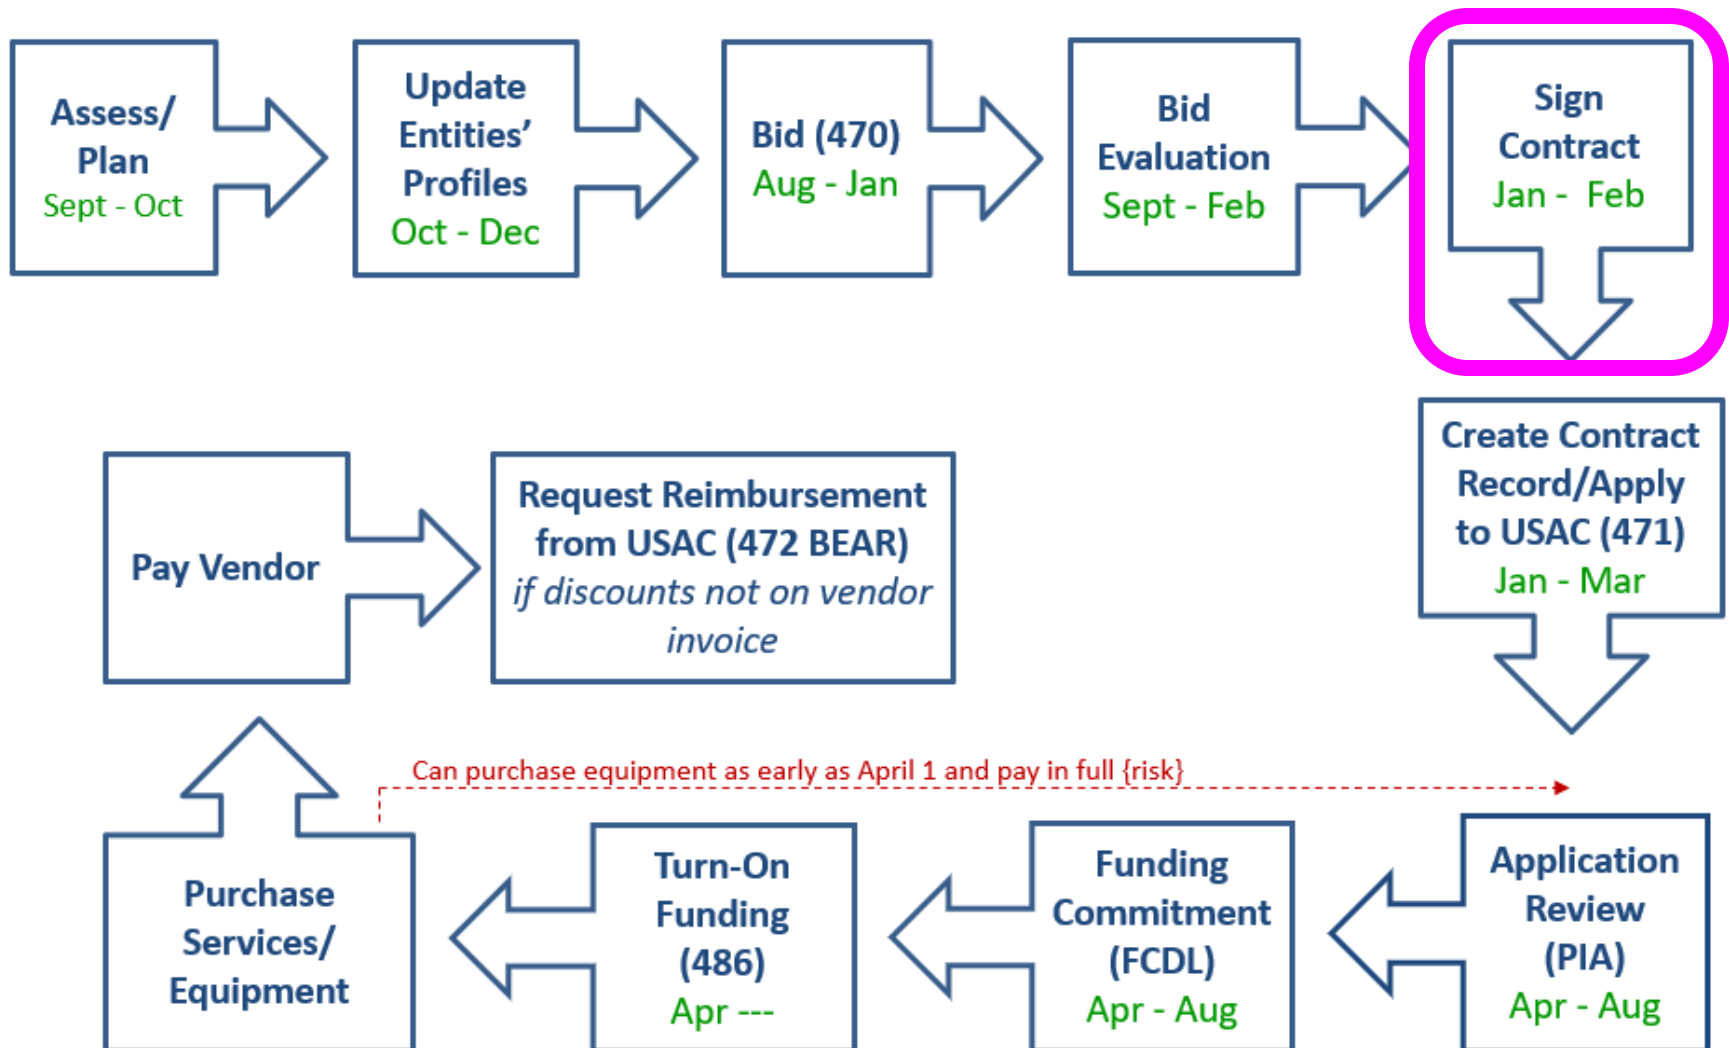 Assess/
Plan
Sept - Oct
Update
Entities’
Profiles
Oct - Dec
Bid (470)
Aug - Jan
Bid
Evaluation
Sept - Feb
Sign
Contract
Jan -  Feb
Create Contract
Record/Apply
to USAC (471)
Jan - Mar
Application
Review
(PIA)
Apr - Aug
Funding
Commitment
(FCDL)
Apr - Aug
Turn-On
Funding
(486)
Apr ---
Can purchase equipment as early as April 1 and pay in full {risk}
Purchase
Services/
Equipment
Pay Vendor
Request Reimbursement
from USAC (472 BEAR)
if discounts not on vendor
invoice